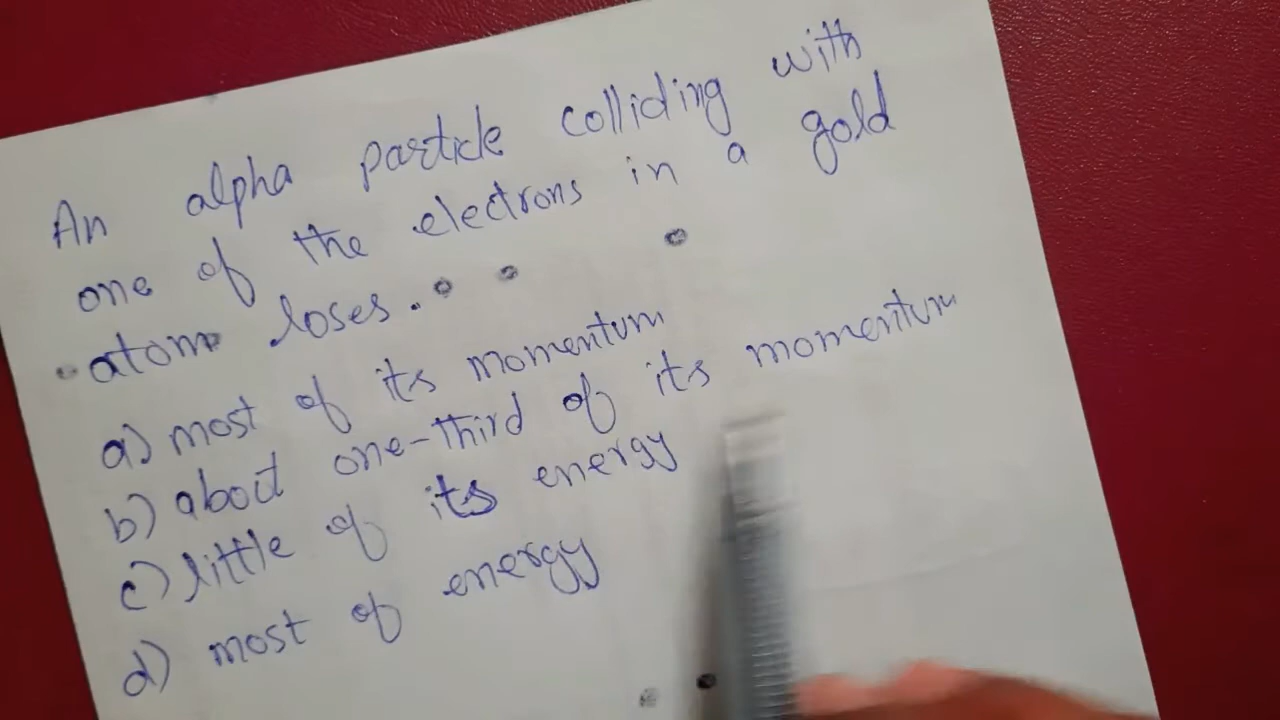 An alpha particle colliding with
one of the electrons in a gold
atom loses...
a) most of its momentum
b) about one-third of its momentum
c) little of its energy
d) most of energy